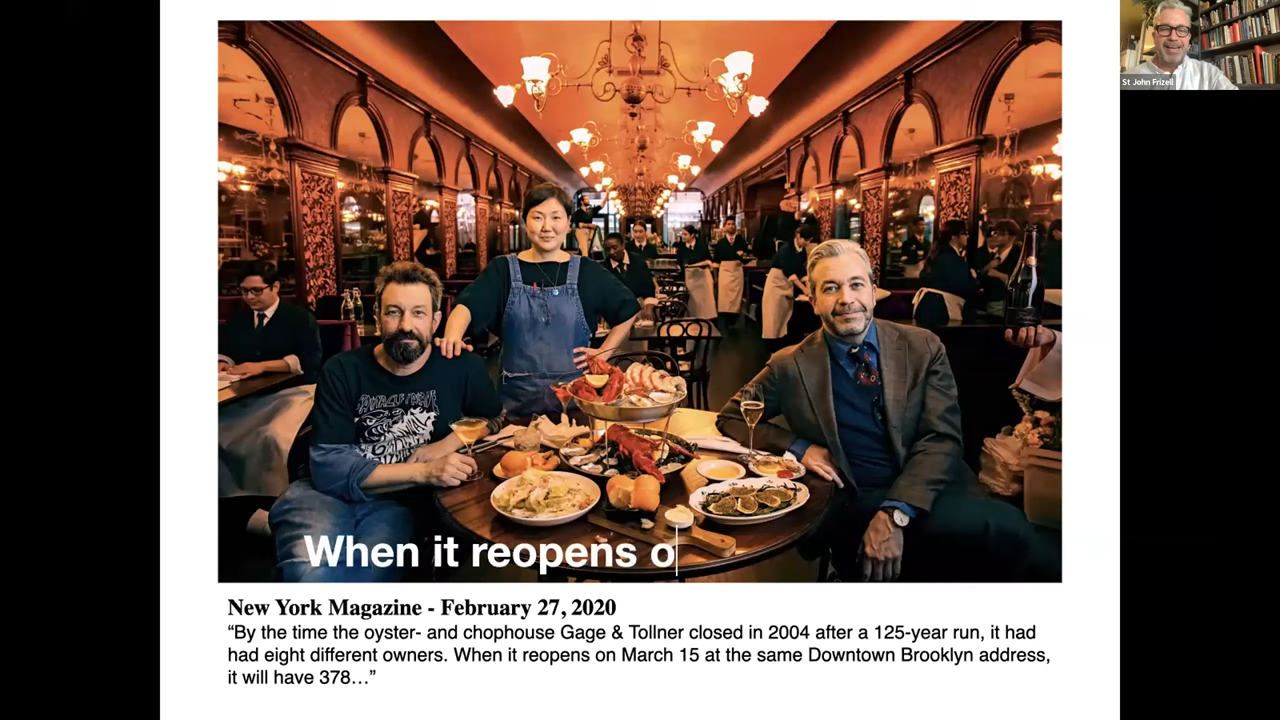 St John Frizell
When it reopens o
New York Magazine - February 27, 2020
“By the time the oyster- and chophouse Gage & Tollner closed in 2004 after a 125-year run, it had
had eight different owners. When it reopens on March 15 at the same Downtown Brooklyn address,
it will have 378…”